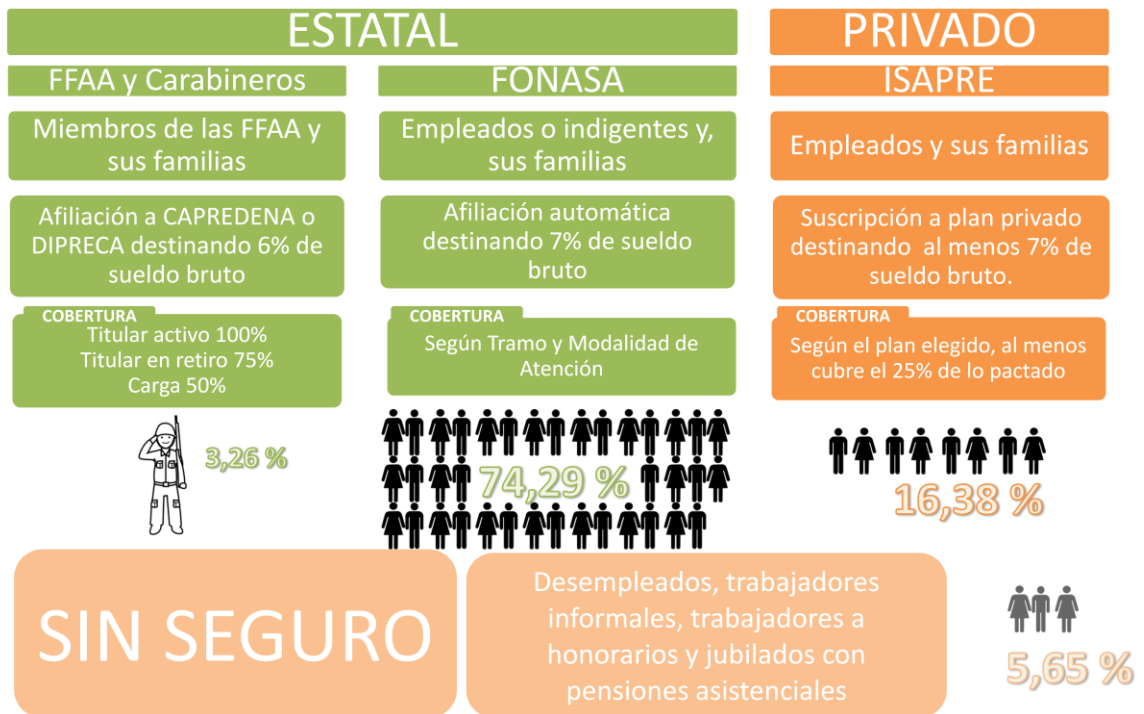 ESTATAL
PRIVADO
FFAA y Carabineros
FONASA
ISAPRE
Miembros de las FFAA y
sus familias
Empleados o indigentes y,
sus familias
Empleados y sus familias
Afiliación a CAPREDENA o
DIPRECA destinando 6% de
sueldo bruto
Afiliación automática
destinando 7% de sueldo
bruto
Suscripción a plan privado
destinando al menos 7% de
sueldo bruto.
COBERTURA
Titular activo 100%
Titular en retiro 75%
Carga 50%
COBERTURA
Según Tramo y Modalidad de
Atención
COBERTURA
Según el plan elegido, al menos
cubre el 25% de lo pactado
3,26 %
74,29 %
16,38 %
SIN SEGURO
Desempleados, trabajadores
informales, trabajadores a
honorarios y jubilados con
pensiones asistenciales
5,65 %